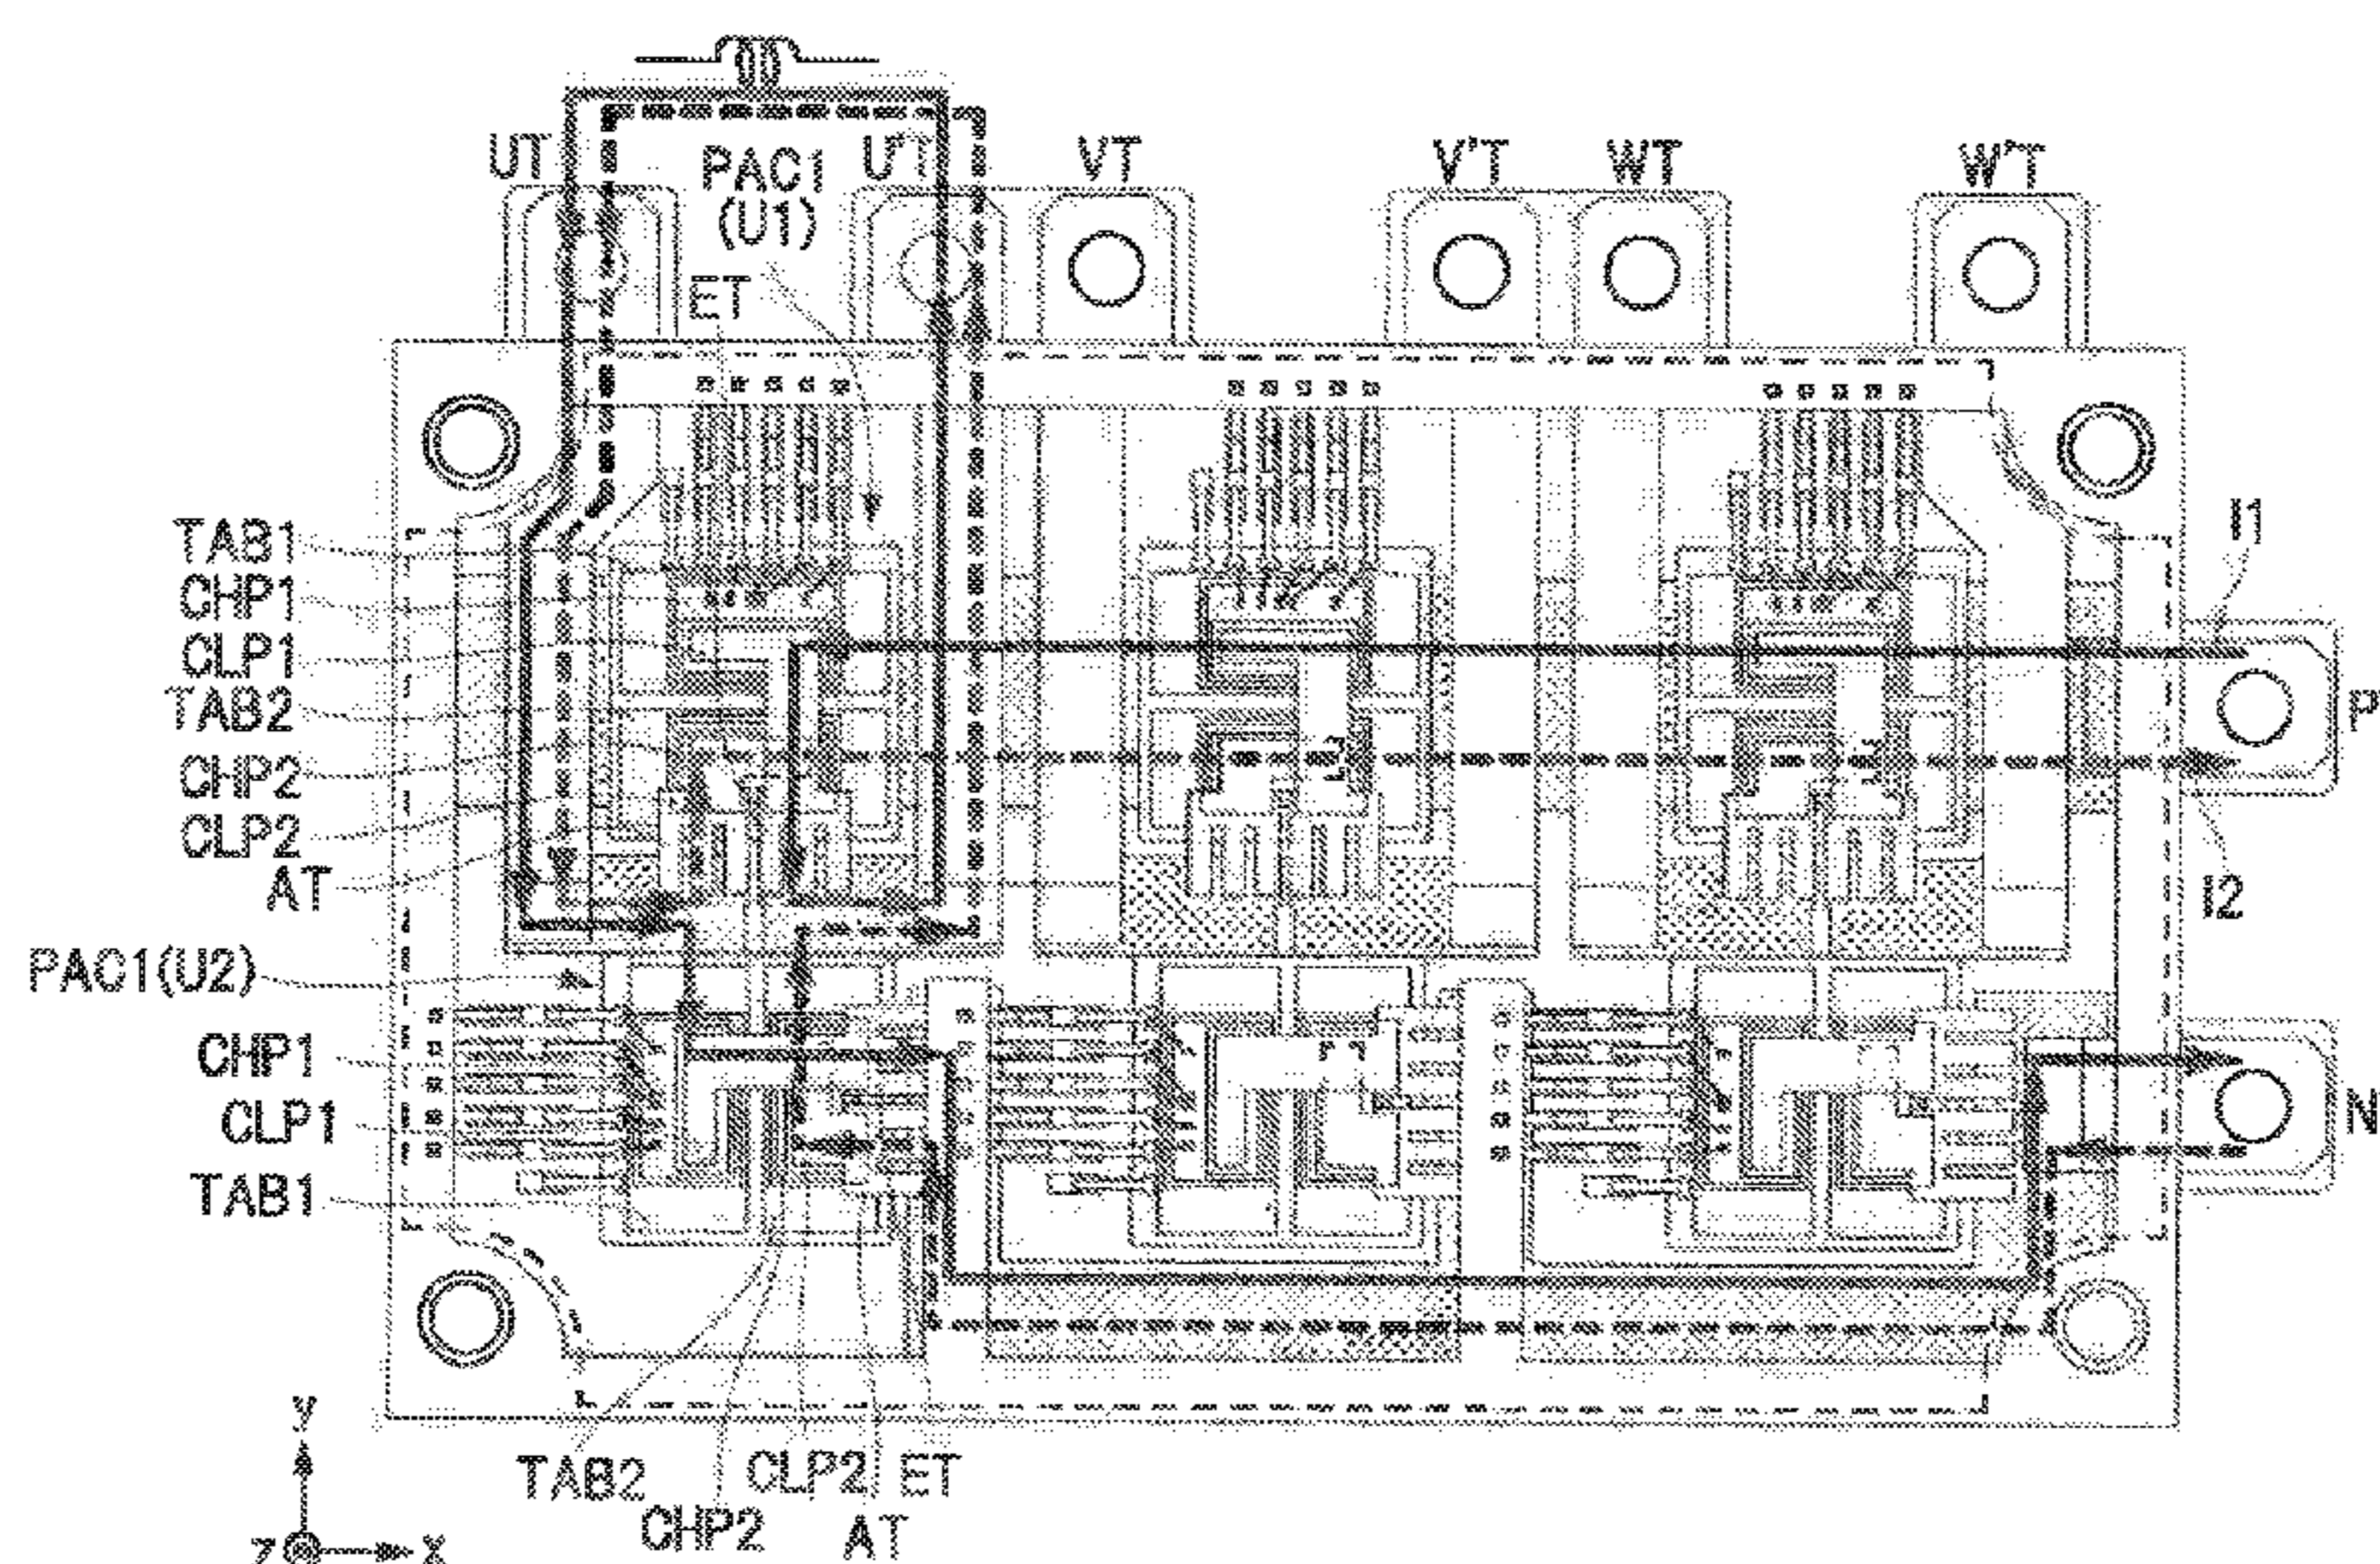 UT
PAC1
(U1)
U'T
VT
V'T
WT
W'T
ET
TAB1
CHP1
CLP1
TAB2
CHP2
CLP2
AT
I1
P
I2
PAC1(U2)
CHP1
CLP1
TAB1
N
TAB2
CHP2
CLP2
AT
ET
y
z
x